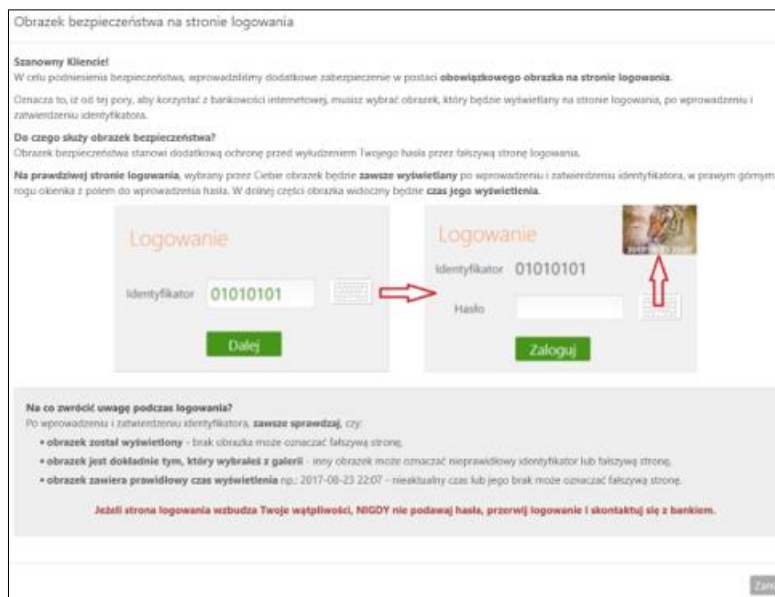 Obrazek bezpieczeństwa na stronie logowania
Szanowny Kliencie!
W celu podniesienia bezpieczeństwa, wprowadziliśmy dodatkowe zabezpieczenie w postaci obowiązkowego obrazka na stronie logowania.
Oznacza to, iż od tej pory, aby korzystać z bankowości internetowej, musisz wybrać obrazek, który będzie wyświetlany na stronie logowania, po wprowadzeniu i
zatwierdzeniu identyfikatora.
Do czego służy obrazek bezpieczeństwa?
Obrazek bezpieczeństwa stanowi dodatkową ochronę przed wyłudzeniem Twojego hasła przez fałszywą stronę logowania.
Na prawdziwej stronie logowania, wybrany przez Ciebie obrazek będzie zawsze wyświetlany po wprowadzeniu i zatwierdzeniu identyfikatora, w prawym górnym
rogu okienka z polem do wprowadzenia hasła. W dolnej części obrazka widoczny będzie czas jego wyświetlenia.
Logowanie
Identyfikator 01010101
Dalej
Logowanie
2017-08-23 22:07
Identyfikator 01010101
Hasło
Zaloguj
Na co zwrócić uwagę podczas logowania?
Po wprowadzeniu i zatwierdzeniu identyfikatora, zawsze sprawdzaj, czy:
• obrazek został wyświetlony - brak obrazka może oznaczać fałszywą stronę,
• obrazek jest dokładnie tym, który wybrałeś z galerii - inny obrazek może oznaczać nieprawidłowy identyfikator lub fałszywą stronę,
• obrazek zawiera prawidłowy czas wyświetlenia np.: 2017-08-23 22:07 - nieaktualny czas lub jego brak może oznaczać fałszywą stronę.
Jeżeli strona logowania wzbudza Twoje wątpliwości, NIGDY nie podawaj hasła, przerwij logowanie i skontaktuj się z bankiem.